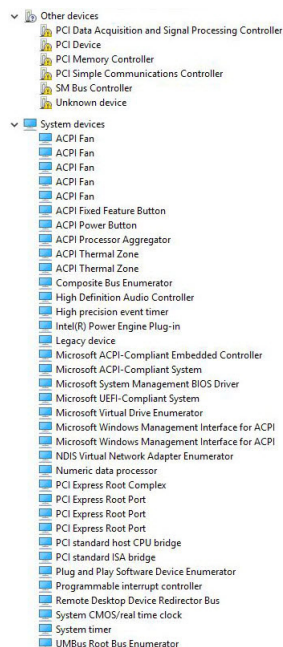 Other devices
PCI Data Acquisition and Signal Processing Controller
PCI Device
PCI Memory Controller
PCI Simple Communications Controller
SM Bus Controller
Unknown device
System devices
ACPI Fan
ACPI Fan
ACPI Fan
ACPI Fan
ACPI Fan
ACPI Fixed Feature Button
ACPI Power Button
ACPI Processor Aggregator
ACPI Thermal Zone
ACPI Thermal Zone
Composite Bus Enumerator
High Definition Audio Controller
High precision event timer
Intel(R) Power Engine Plug-in
Legacy device
Microsoft ACPI-Compliant Embedded Controller
Microsoft ACPI-Compliant System
Microsoft System Management BIOS Driver
Microsoft UEFI-Compliant System
Microsoft Virtual Drive Enumerator
Microsoft Windows Management Interface for ACPI
Microsoft Windows Management Interface for ACPI
NDIS Virtual Network Adapter Enumerator
Numeric data processor
PCI Express Root Complex
PCI Express Root Port
PCI Express Root Port
PCI Express Root Port
PCI standard host CPU bridge
PCI standard ISA bridge
Plug and Play Software Device Enumerator
Programmable interrupt controller
Remote Desktop Device Redirector Bus
System CMOS/real time clock
System timer
UMBus Root Bus Enumerator